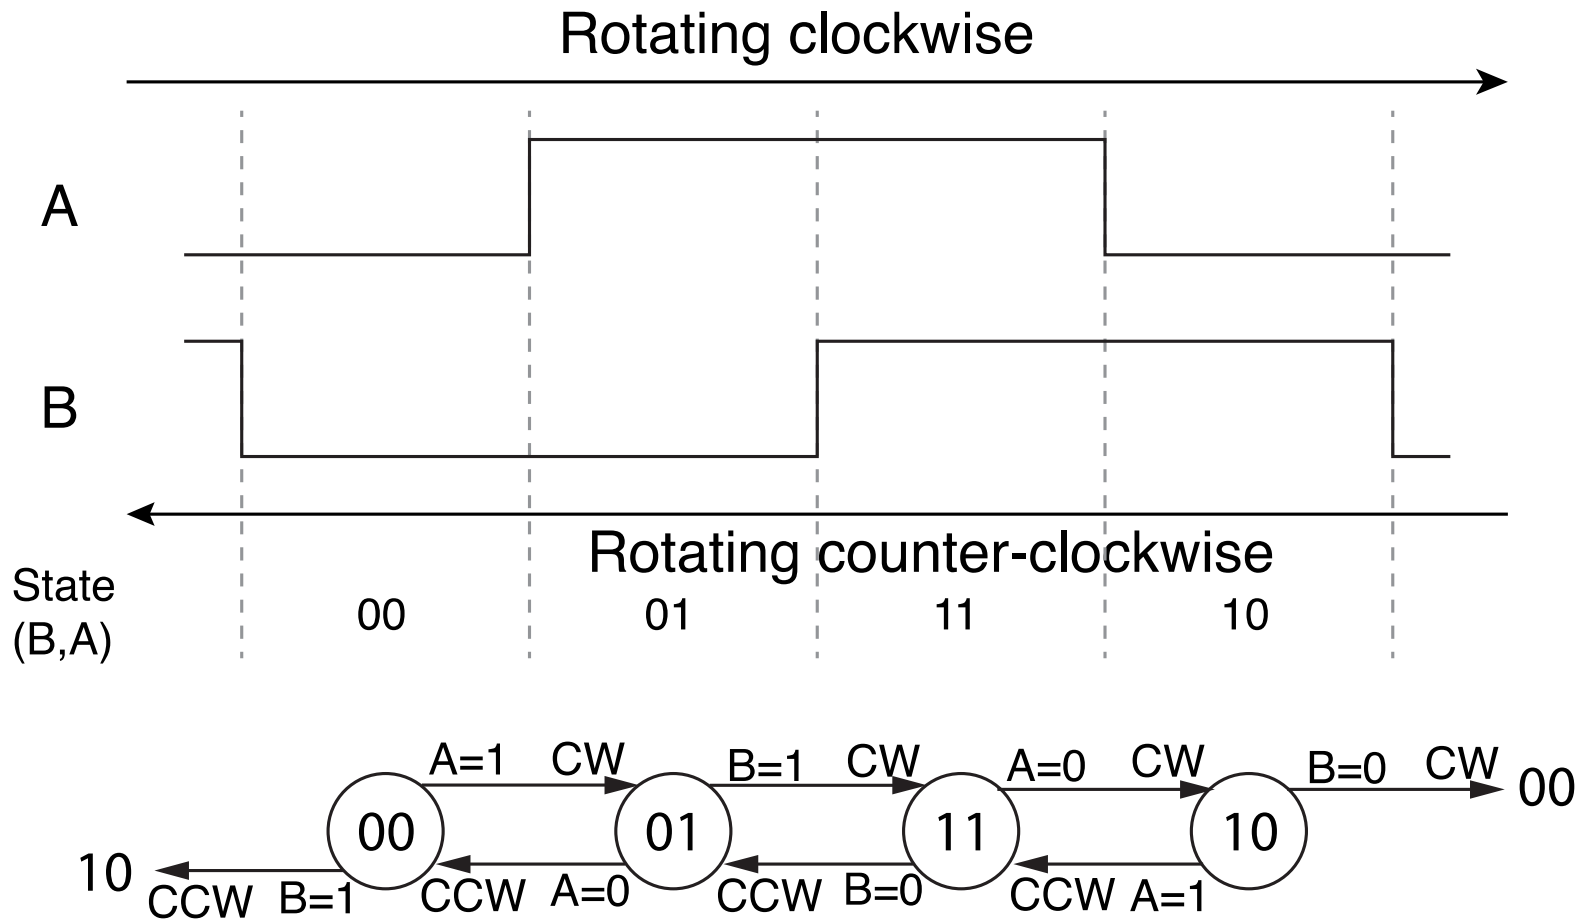 Rotating clockwise
A
B
Rotating counter-clockwise
State
(B,A)
00 01 11 10
A=1 CW B=1 CW A=0 CW B=0 CW
00 01 11 10 00
10
CCW B=1 CCW A=0 CCW B=0 CCW A=1